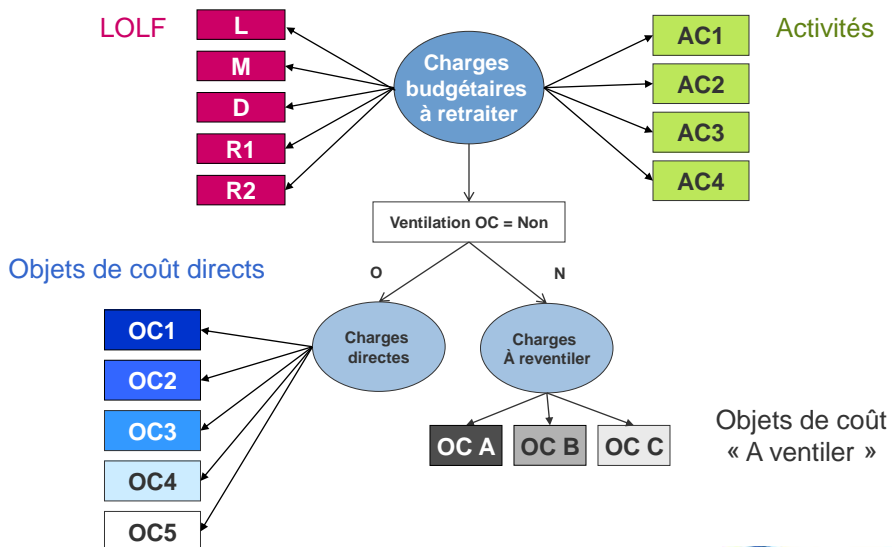 LOLF
L
M
D
R1
R2
Charges
budgétaires
à retraiter
AC1
AC2
AC3
AC4
Activités
Ventilation OC = Non
O
N
Objets de coût directs
OC1
OC2
OC3
OC4
OC5
Charges
directes
Charges
À reventiler
OC A
OC B
OC C
Objets de coût
« A ventiler »